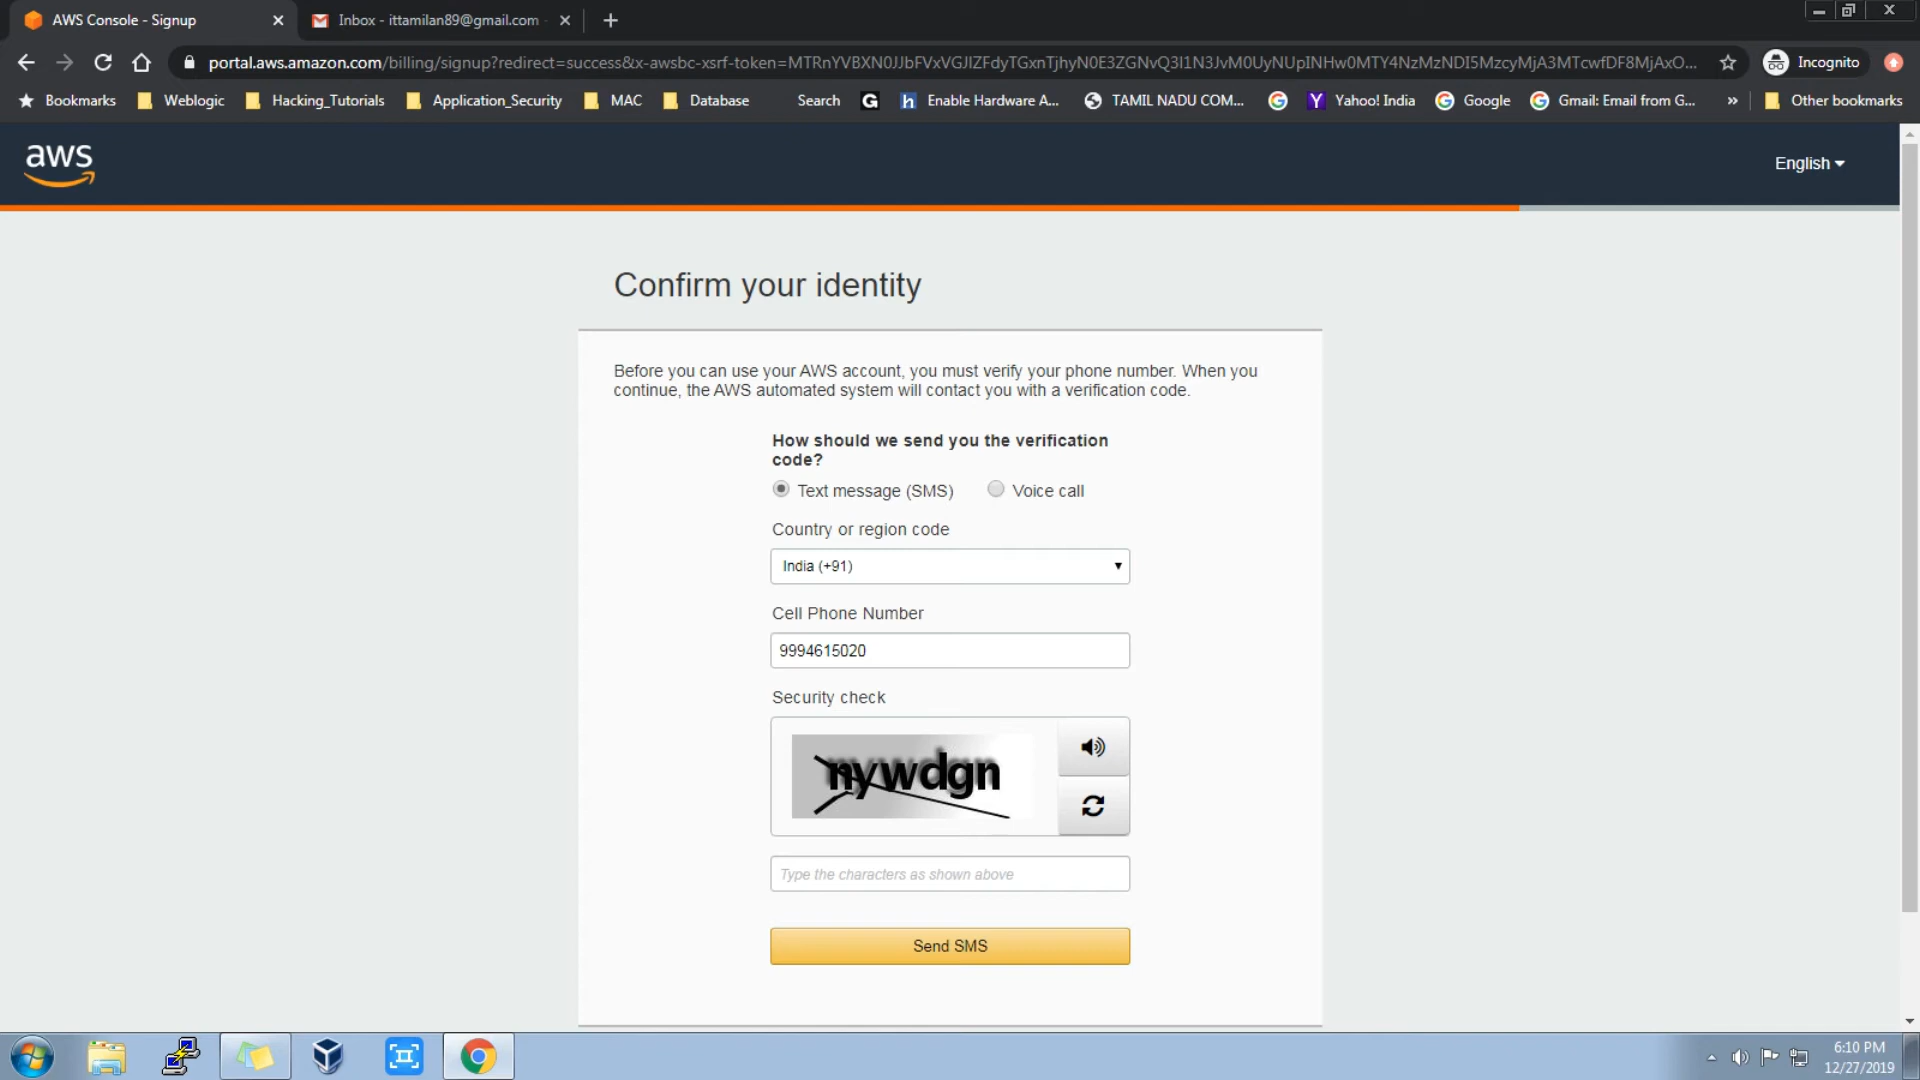 AWS Console - Signup
Inbox - ittamilan89@gmail.com
portal.aws.amazon.com/billing/signup?redirect=success&x-awsbc-xsrf-token=
Bookmarks
Weblogic
Hacking_Tutorials
Application_Security
MAC
Database
Search
Enable Hardware A...
TAMIL NADU COM...
Yahoo! India
Google
Gmail: Email from G...
Other bookmarks
Incognito
aws
English
Confirm your identity
Before you can use your AWS account, you must verify your phone number. When you
continue, the AWS automated system will contact you with a verification code.
How should we send you the verification
code?
Text message (SMS)
Voice call
Country or region code
India (+91)
Cell Phone Number
9994615020
Security check
nywdgn
Type the characters as shown above
Send SMS
6:10 PM
12/27/2019